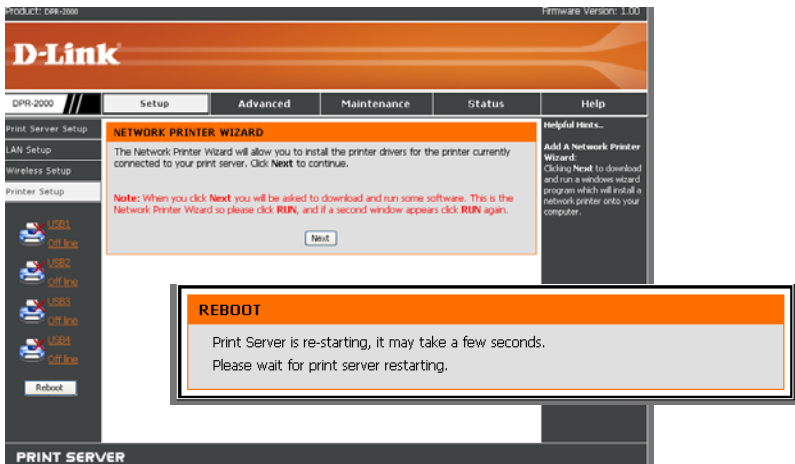 Product: DPR-2000
Firmware Version: 1.00
D-Link
DPR-2000
Setup
Advanced
Maintenance
Status
Help
Print Server Setup
LAN Setup
Wireless Setup
Printer Setup
USB1
Off line
USB2
Off line
USB3
Off line
USB4
Off line
Reboot
NETWORK PRINTER WIZARD
The Network Printer Wizard will allow you to install the printer drivers for the printer currently
connected to your print server. Click Next to continue.
Note: When you click Next you will be asked to download and run some software. This is the
Network Printer Wizard so please click RUN, and if a second window appears click RUN again.
Next
Helpful Hints...
Add A Network Printer
Wizard:
Clicking Next to download
and run a windows wizard
program which will install a
network printer onto your
computer.
REBOOT
Print Server is re-starting, it may take a few seconds.
Please wait for print server restarting.
PRINT SERVER